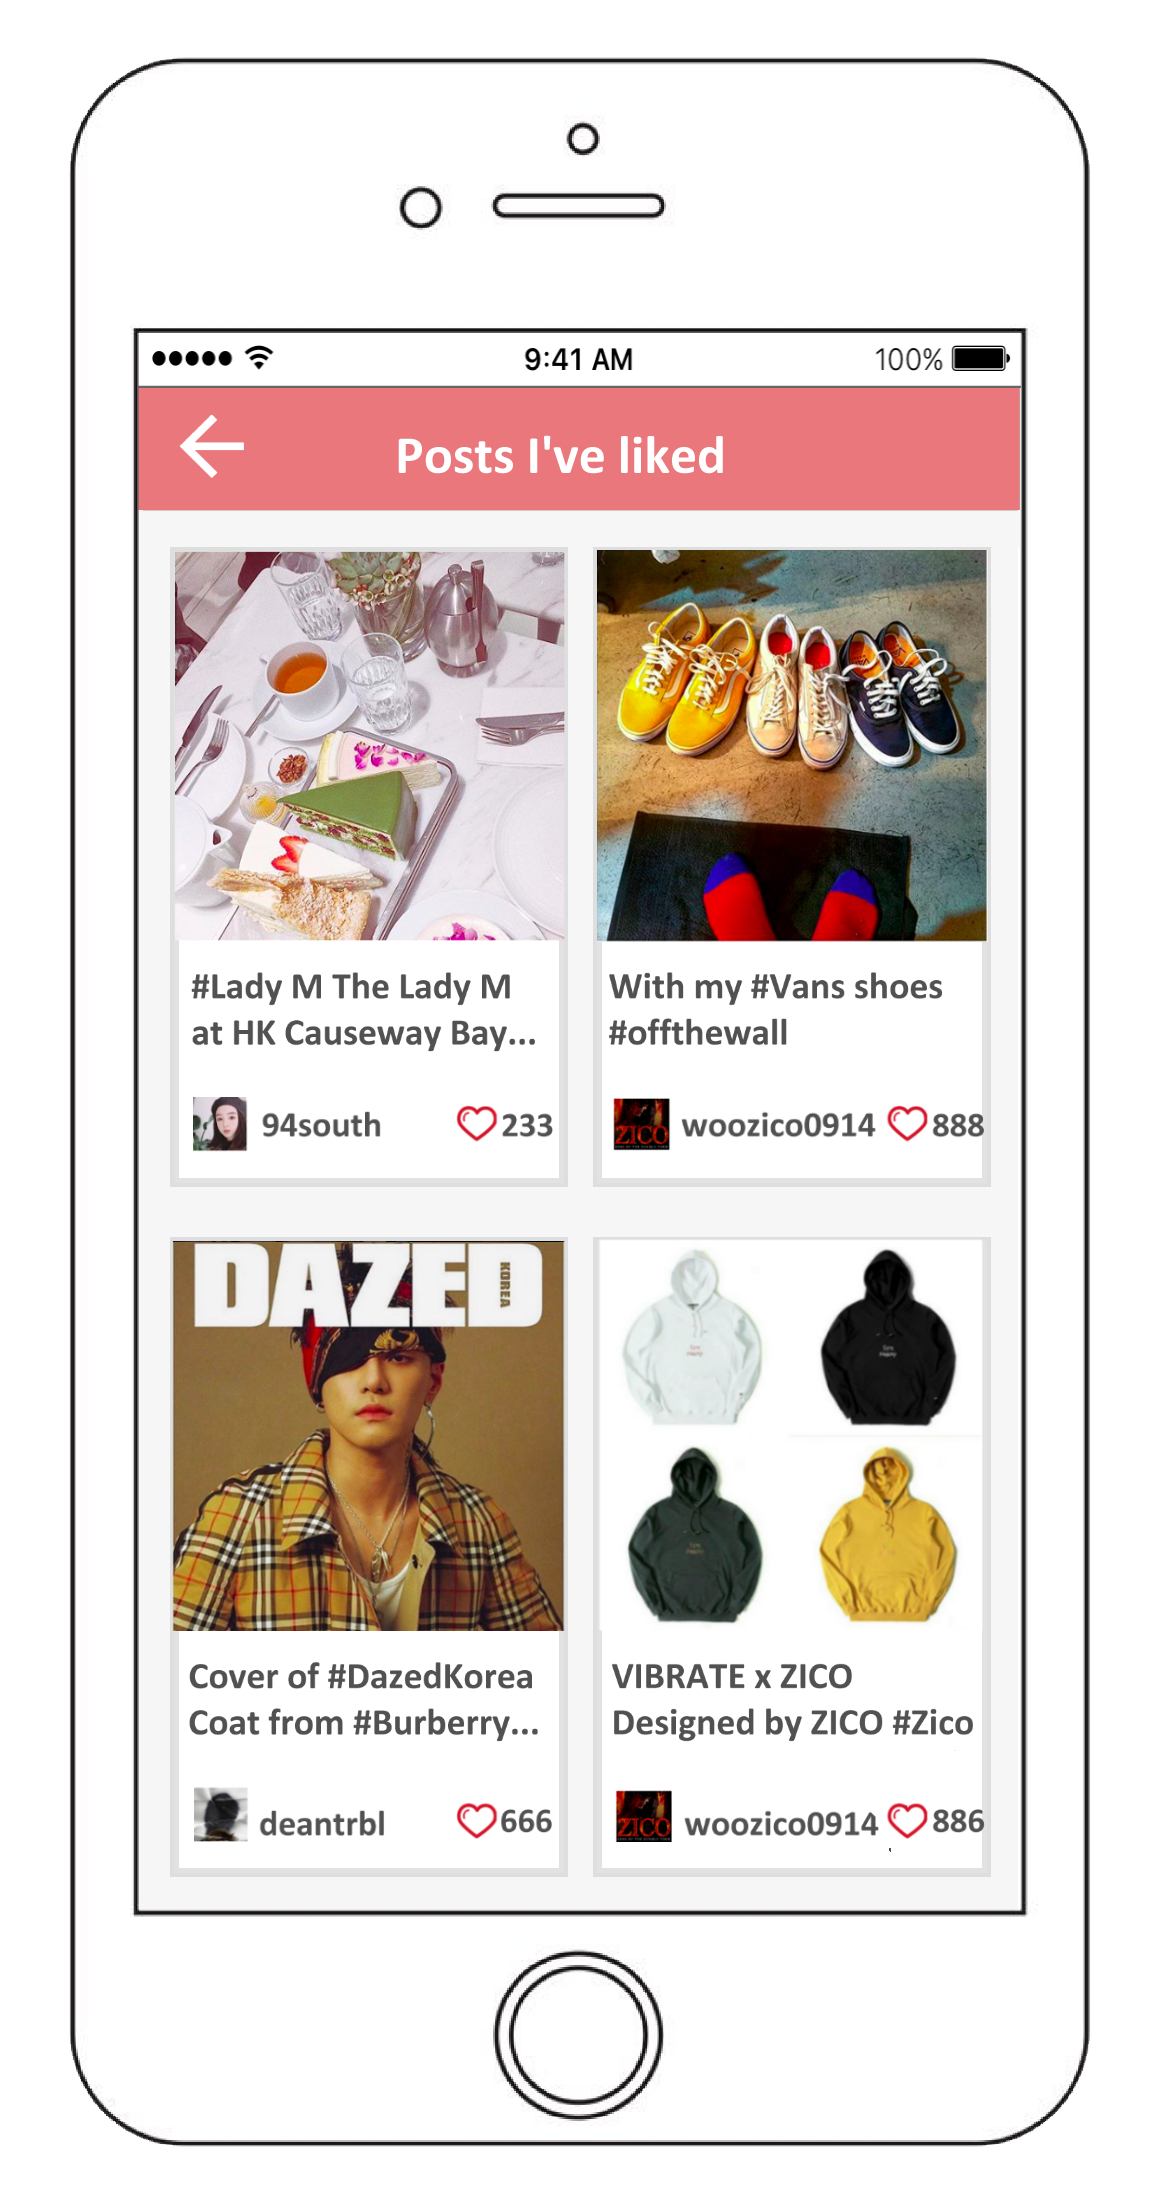 9:41 AM
100%
Posts I've liked
#Lady M The Lady M
at HK Causeway Bay...
94south
233
With my #Vans shoes
#offthewall
ZICO
woozico0914
888
DAZED
KOREA
Cover of #DazedKorea
Coat from #Burberry...
deantrbl
666
VIBRATE x ZICO
Designed by ZICO #Zico
ZICO
woozico0914
886